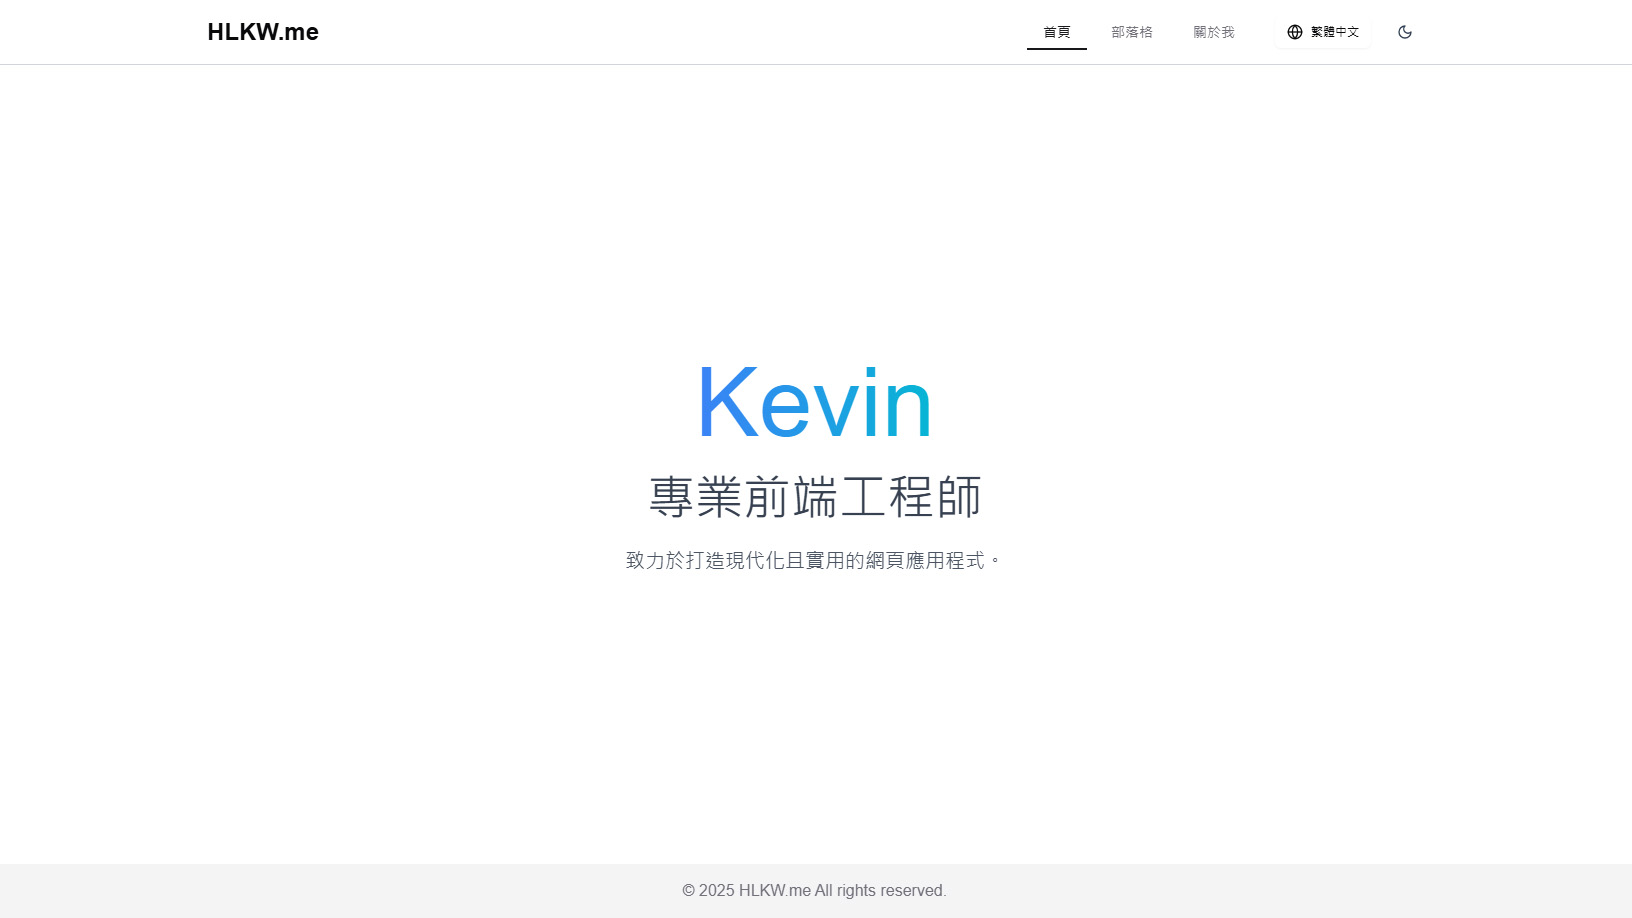 HLKW.me
首頁
部落格
關於我
繁體中文
Kevin
專業前端工程師
致力於打造現代化且實用的網頁應用程式。
© 2025 HLKW.me All rights reserved.